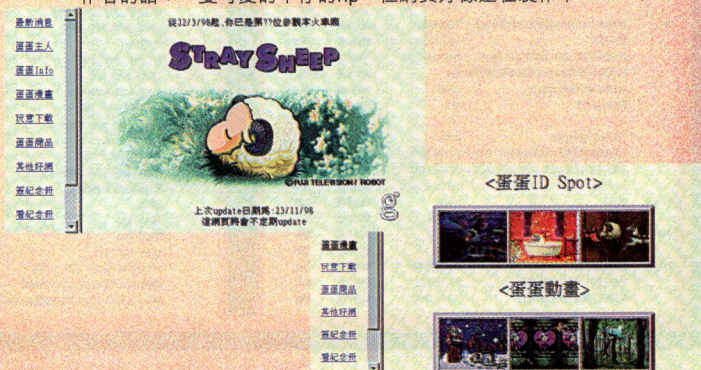 最新消息
蛋蛋主人
蛋蛋Info
蛋蛋漫畫
玩意下載
蛋蛋商品
其他好網
簽紀念冊
看紀念冊
從22/3/98起,你已是第??位參觀本火車廂
STRAY SHEEP
©FUJI TELEVISION / ROBOT
上次update日期為:23/11/98
這網頁將會不定期update
蛋蛋漫畫
玩意下載
蛋蛋商品
其他好網
簽紀念冊
看紀念冊
<蛋蛋ID Spot>
<蛋蛋動畫>